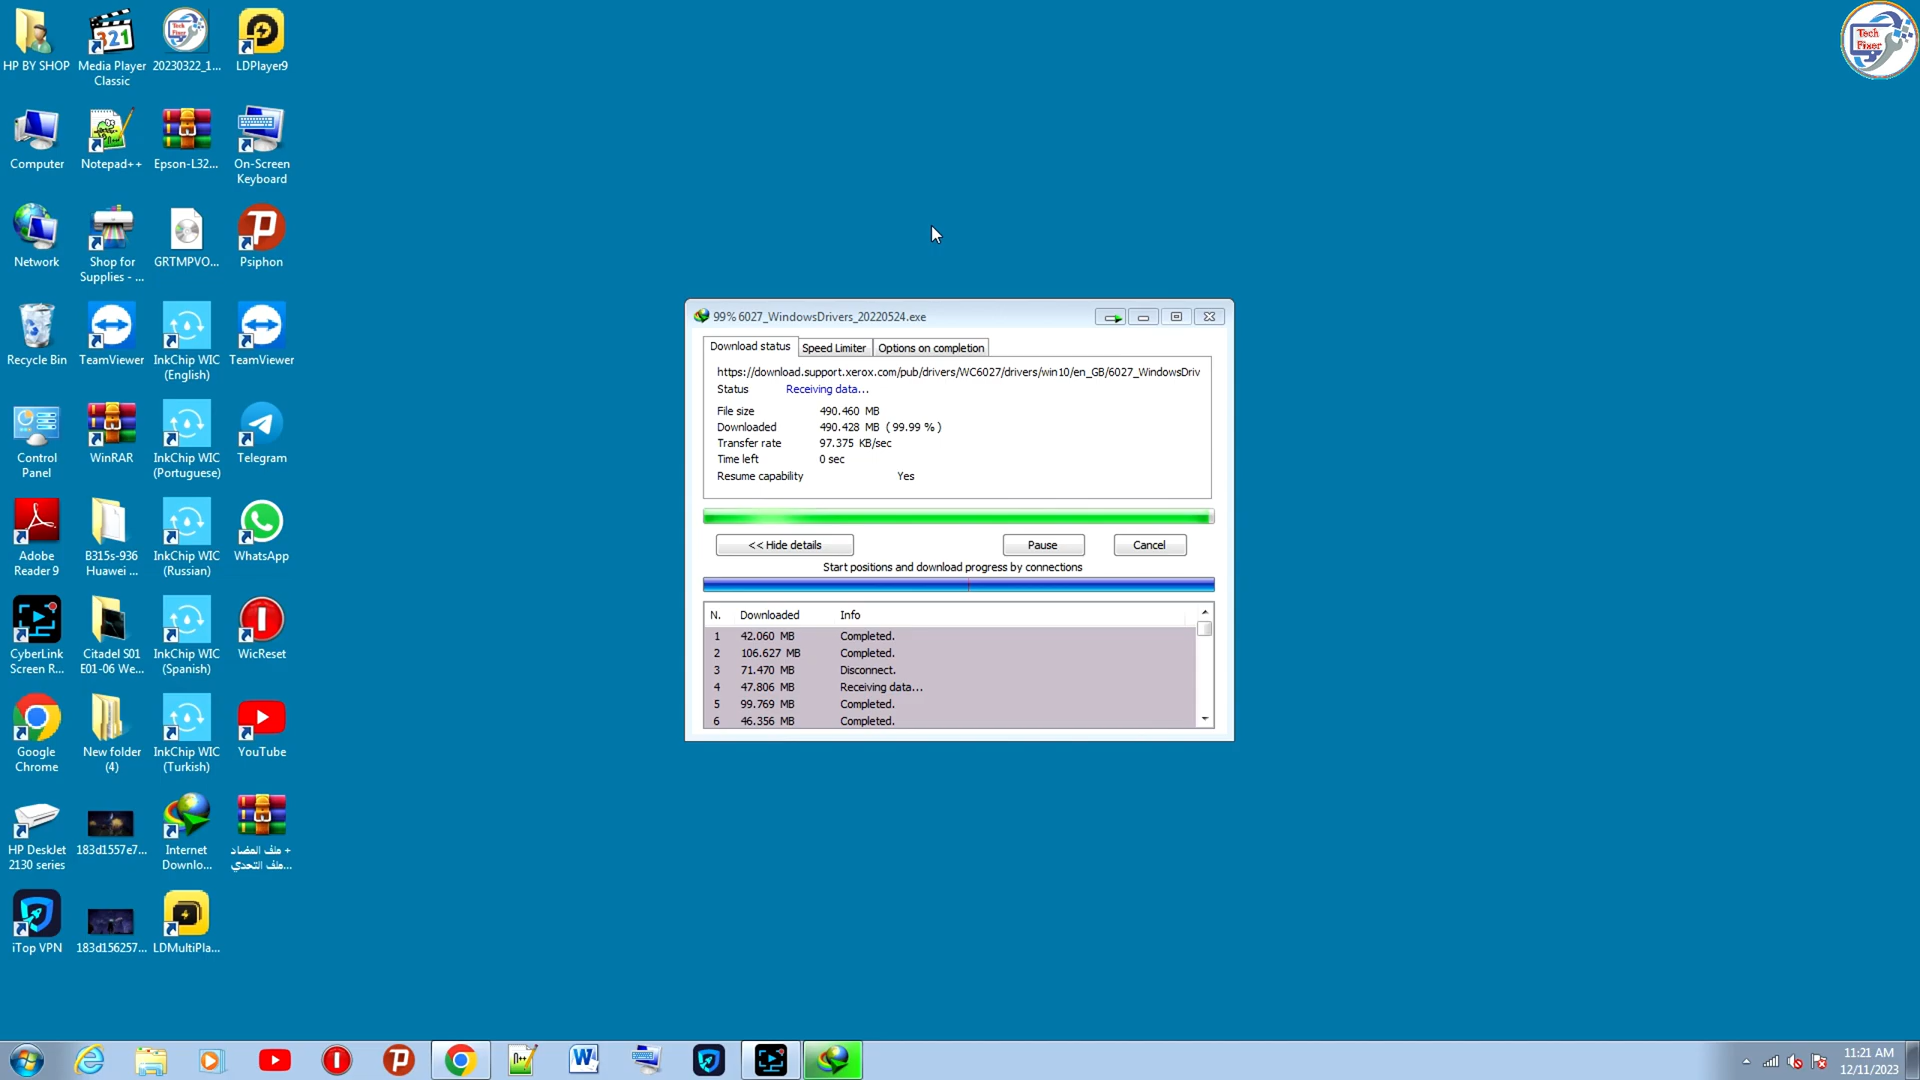 HP BY SHOP
Media Player
Classic
20230322_1...
LDPlayer9
Tech
Fixer
Computer
Notepad++
Epson-L32...
On-Screen
Keyboard
Network
Shop for
Supplies - ...
GRTMPVO...
Psiphon
Recycle Bin
TeamViewer
InkChip WIC
(English)
TeamViewer
Control
Panel
WinRAR
InkChip WIC
(Portuguese)
Telegram
Adobe
Reader 9
B315s-936
Huawei ...
InkChip WIC
(Russian)
WhatsApp
CyberLink
Screen R...
Citadel S01
E01-06 We...
InkChip WIC
(Spanish)
WicReset
Google
Chrome
New folder
(4)
InkChip WIC
(Turkish)
YouTube
HP DeskJet
2130 series
183d1557e7...
Internet
Downlo...
ملف المضاد +
ملف التحدي...
iTop VPN
183d156257...
LDMultiPla...
99% 6027_WindowsDrivers_20220524.exe
Download status
Speed Limiter
Options on completion
https://download.support.xerox.com/pub/drivers/WC6027/drivers/win10/en_GB/6027_WindowsDriv
Status Receiving data...
File size 490.460 MB
Downloaded 490.428 MB ( 99.99 % )
Transfer rate 97.375 KB/sec
Time left 0 sec
Resume capability Yes
<< Hide details
Pause
Cancel
Start positions and download progress by connections
N. Downloaded Info
1 42.060 MB Completed.
2 106.627 MB Completed.
3 71.470 MB Disconnect.
4 47.806 MB Receiving data...
5 99.769 MB Completed.
6 46.356 MB Completed.
11:21 AM
12/11/2023